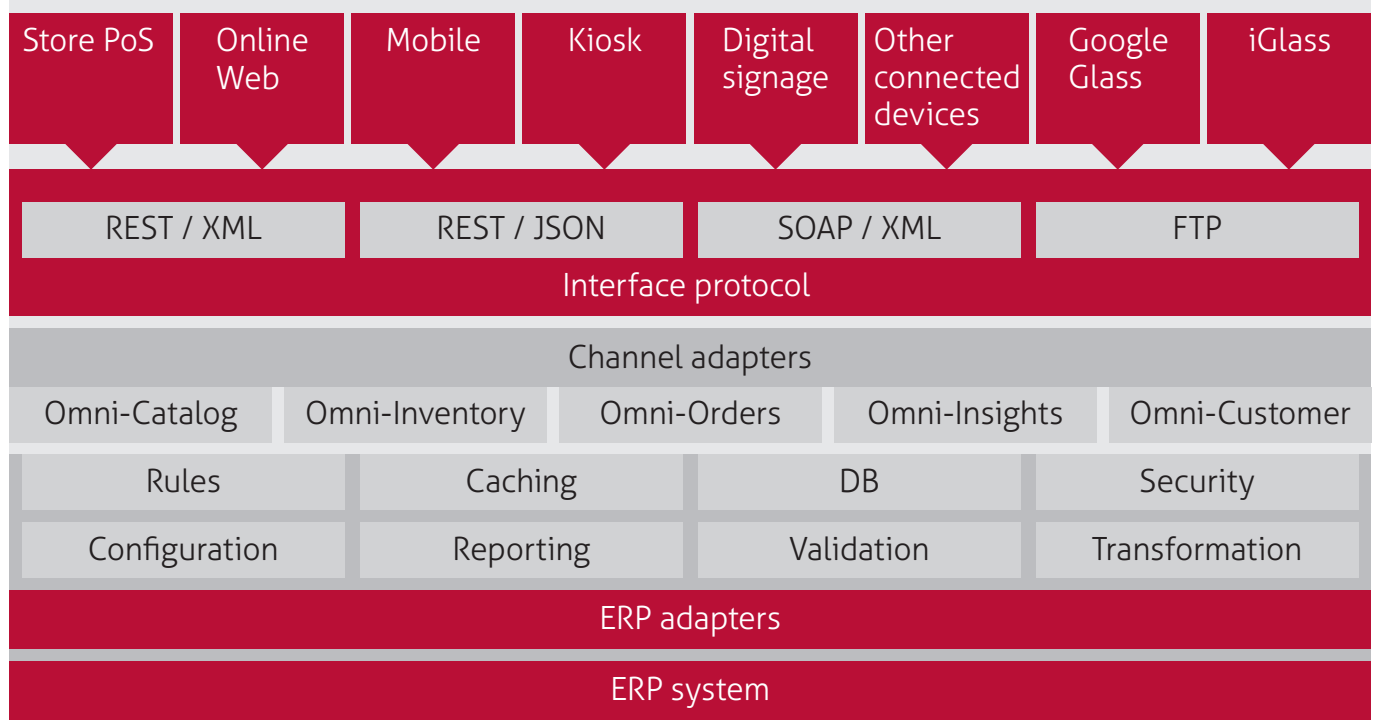 Store PoS
Online
Web
Mobile
Kiosk
Digital
signage
Other
connected
devices
Google
Glass
iGlass
REST / XML
REST / JSON
SOAP / XML
FTP
Interface protocol
Channel adapters
Omni-Catalog
Omni-Inventory
Omni-Orders
Omni-Insights
Omni-Customer
Rules
Caching
DB
Security
Configuration
Reporting
Validation
Transformation
ERP adapters
ERP system